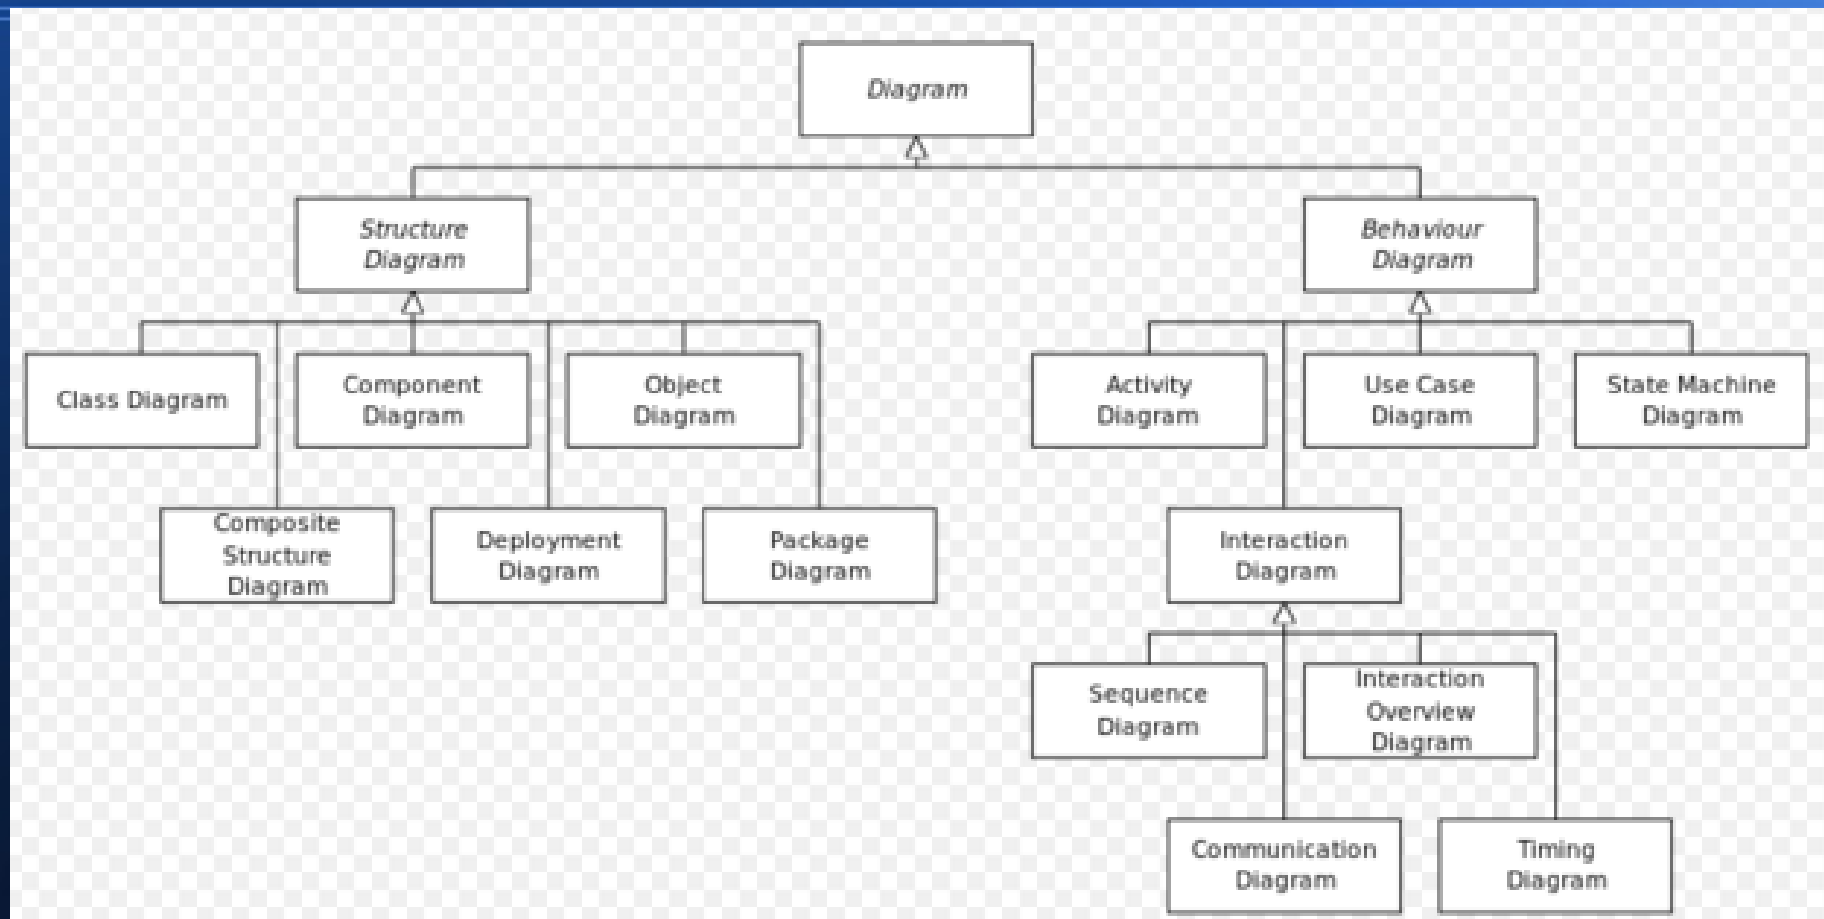 Diagram
Structure
Diagram
Behaviour
Diagram
Class Diagram
Component
Diagram
Object
Diagram
Activity
Diagram
Use Case
Diagram
State Machine
Diagram
Composite
Structure
Diagram
Deployment
Diagram
Package
Diagram
Interaction
Diagram
Sequence
Diagram
Interaction
Overview
Diagram
Communication
Diagram
Timing
Diagram